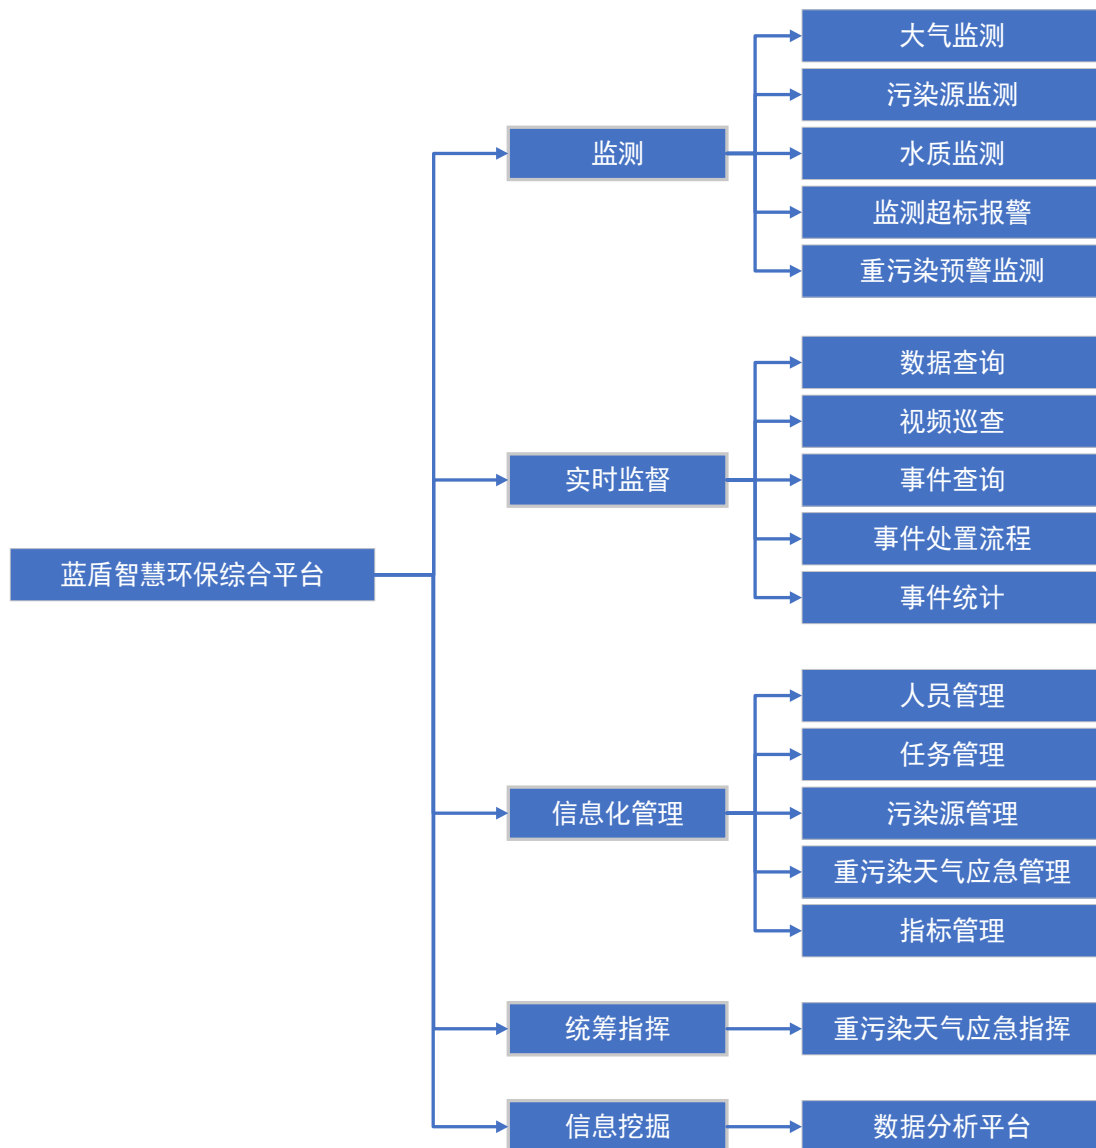 蓝盾智慧环保综合平台
监测
大气监测
污染源监测
水质监测
监测超标报警
重污染预警监测
实时监督
数据查询
视频巡查
事件查询
事件处置流程
事件统计
信息化管理
人员管理
任务管理
污染源管理
重污染天气应急管理
指标管理
统筹指挥
重污染天气应急指挥
信息挖掘
数据分析平台